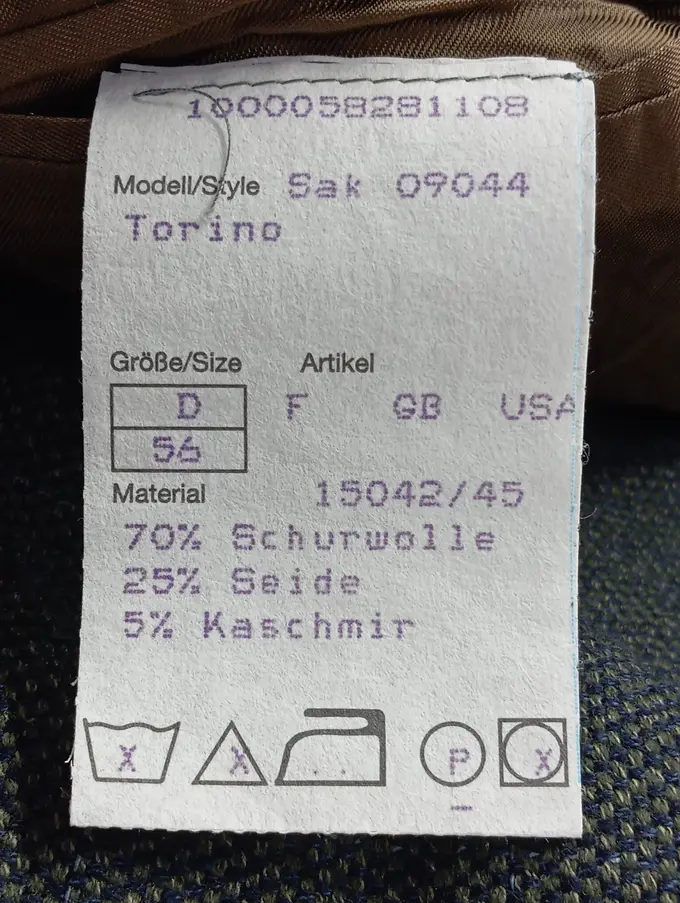 1000058281108
Modell/Style Sak 09044
Torino
Größe/Size Artikel
D F GB USA
56
Material 15042/45
70% Schurwolle
25% Seide
5% Kaschmir
X X .. P X